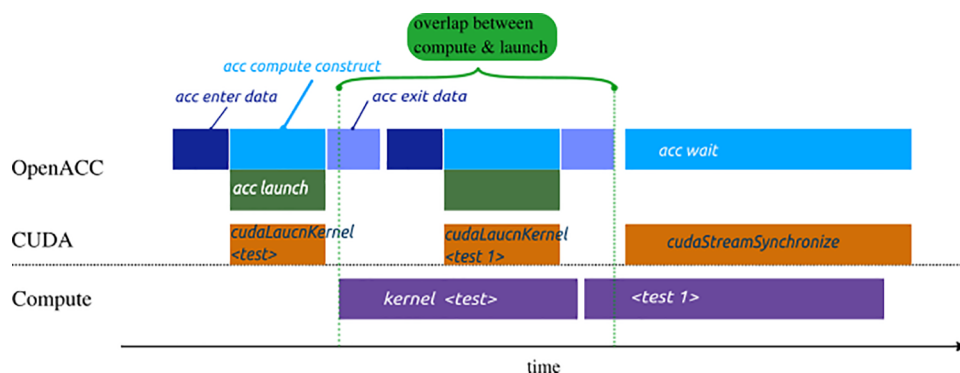 overlap between
compute & launch
acc compute construct
acc enter data
acc exit data
OpenACC
acc wait
acc launch
CUDA
cudaLaucnKernel
<test>
cudaLaucnKernel
<test 1>
cudaStreamSynchronize
Compute
kernel <test>
<test 1>
time